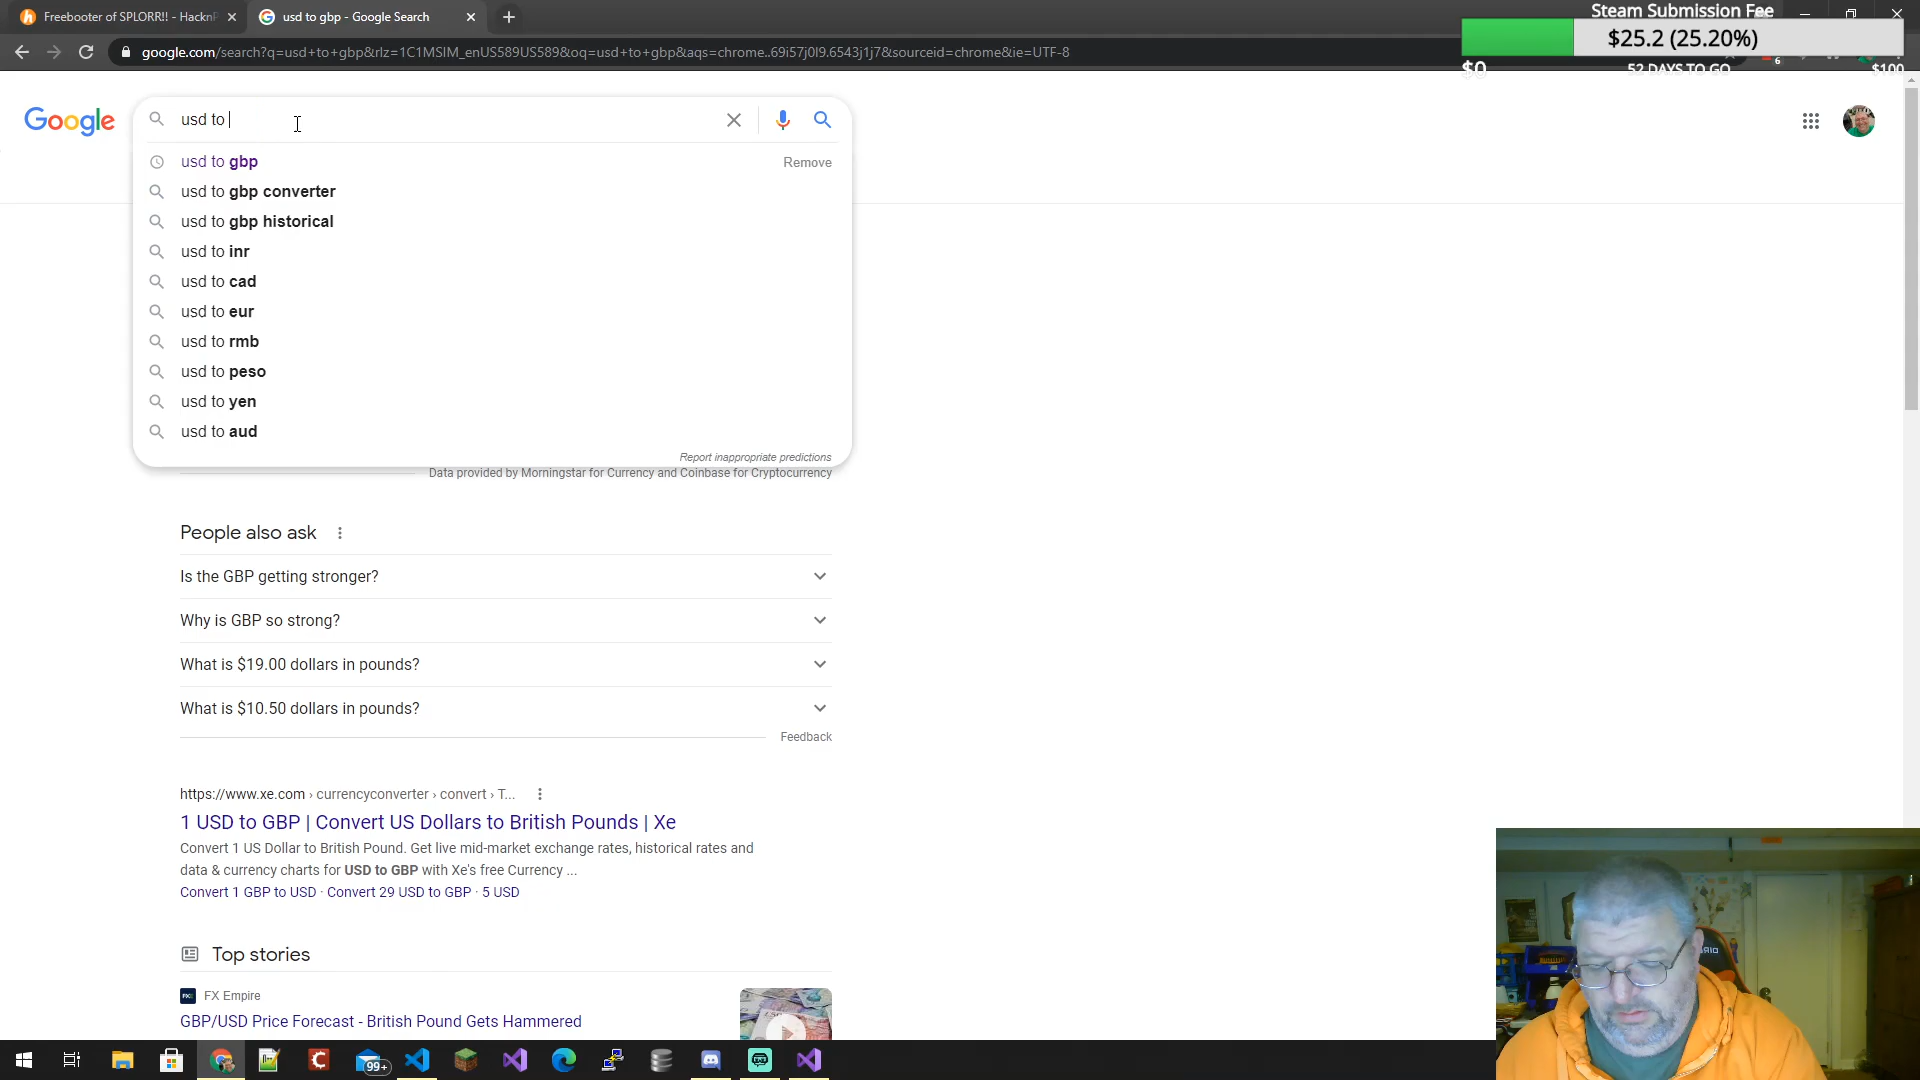 Freebooter of SPLORR!! - HacknP
usd to gbp - Google Search
Steam Submission Fee
$25.2 (25.20%)
$0
52 DAYS TO GO
$100
google.com/search?q=usd+to+gbp&rlz=1C1MSIM_enUS589US589&oq=usd+to+gbp&aqs=chrome..69i57j0l9.6543j1j7&sourceid=chrome&ie=UTF-8
6
Google
usd to
usd to gbp
Remove
usd to gbp converter
usd to gbp historical
usd to inr
usd to cad
usd to eur
usd to rmb
usd to peso
usd to yen
usd to aud
Report inappropriate predictions
Data provided by Morningstar for Currency and Coinbase for Cryptocurrency
People also ask
Is the GBP getting stronger?
Why is GBP so strong?
What is $19.00 dollars in pounds?
What is $10.50 dollars in pounds?
Feedback
https://www.xe.com › currencyconverter › convert › T...
1 USD to GBP | Convert US Dollars to British Pounds | Xe
Convert 1 US Dollar to British Pound. Get live mid-market exchange rates, historical rates and
data & currency charts for USD to GBP with Xe's free Currency ...
Convert 1 GBP to USD · Convert 29 USD to GBP · 5 USD
Top stories
FX Empire
GBP/USD Price Forecast - British Pound Gets Hammered
99+